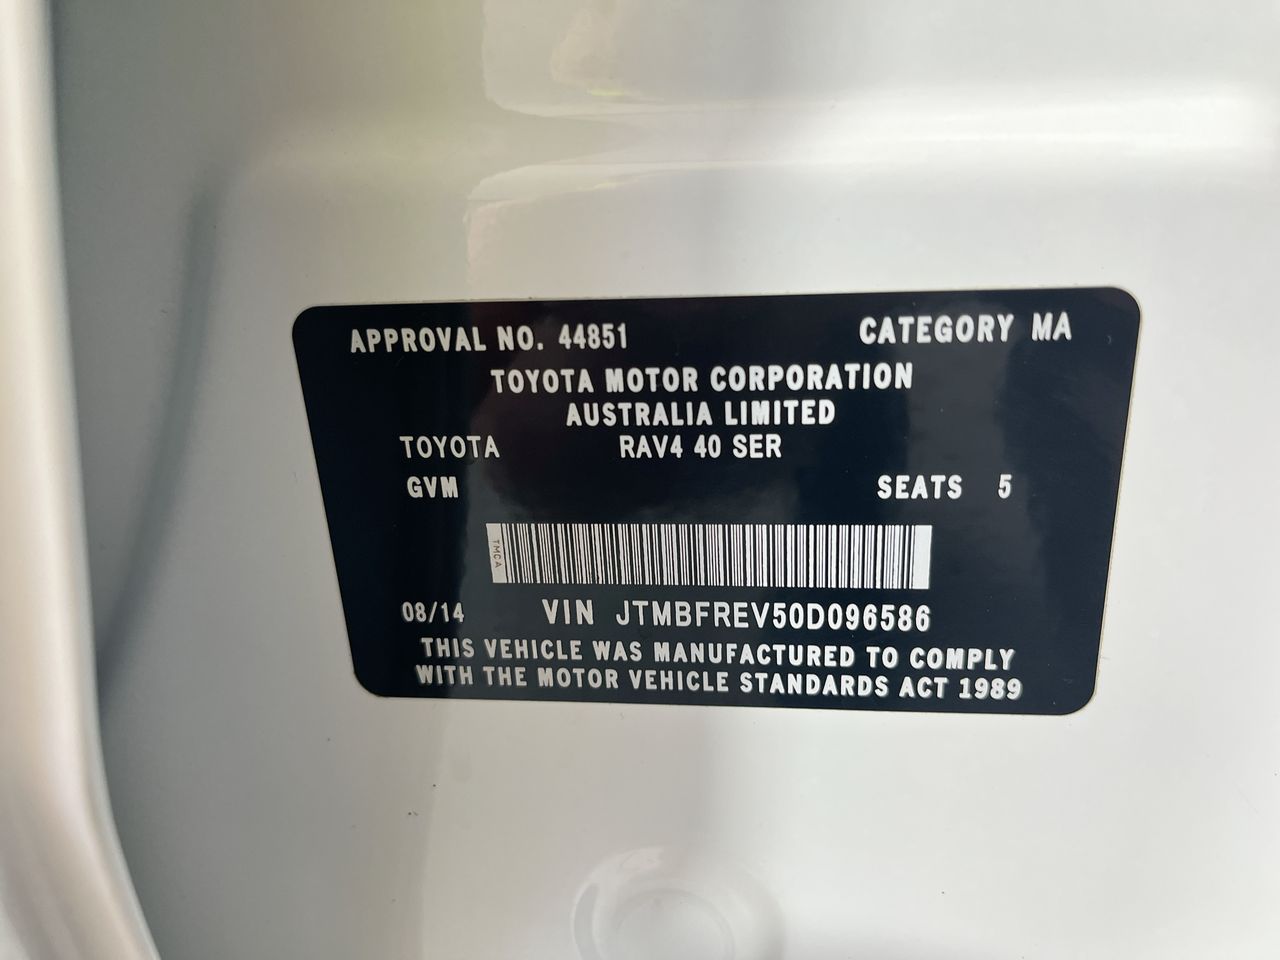 APPROVAL NO. 44851 CATEGORY MA
TOYOTA MOTOR CORPORATION
AUSTRALIA LIMITED
TOYOTA RAV4 40 SER
GVM SEATS 5
TMCA
08/14 VIN JTMBFREV50D096586
THIS VEHICLE WAS MANUFACTURED TO COMPLY
WITH THE MOTOR VEHICLE STANDARDS ACT 1989